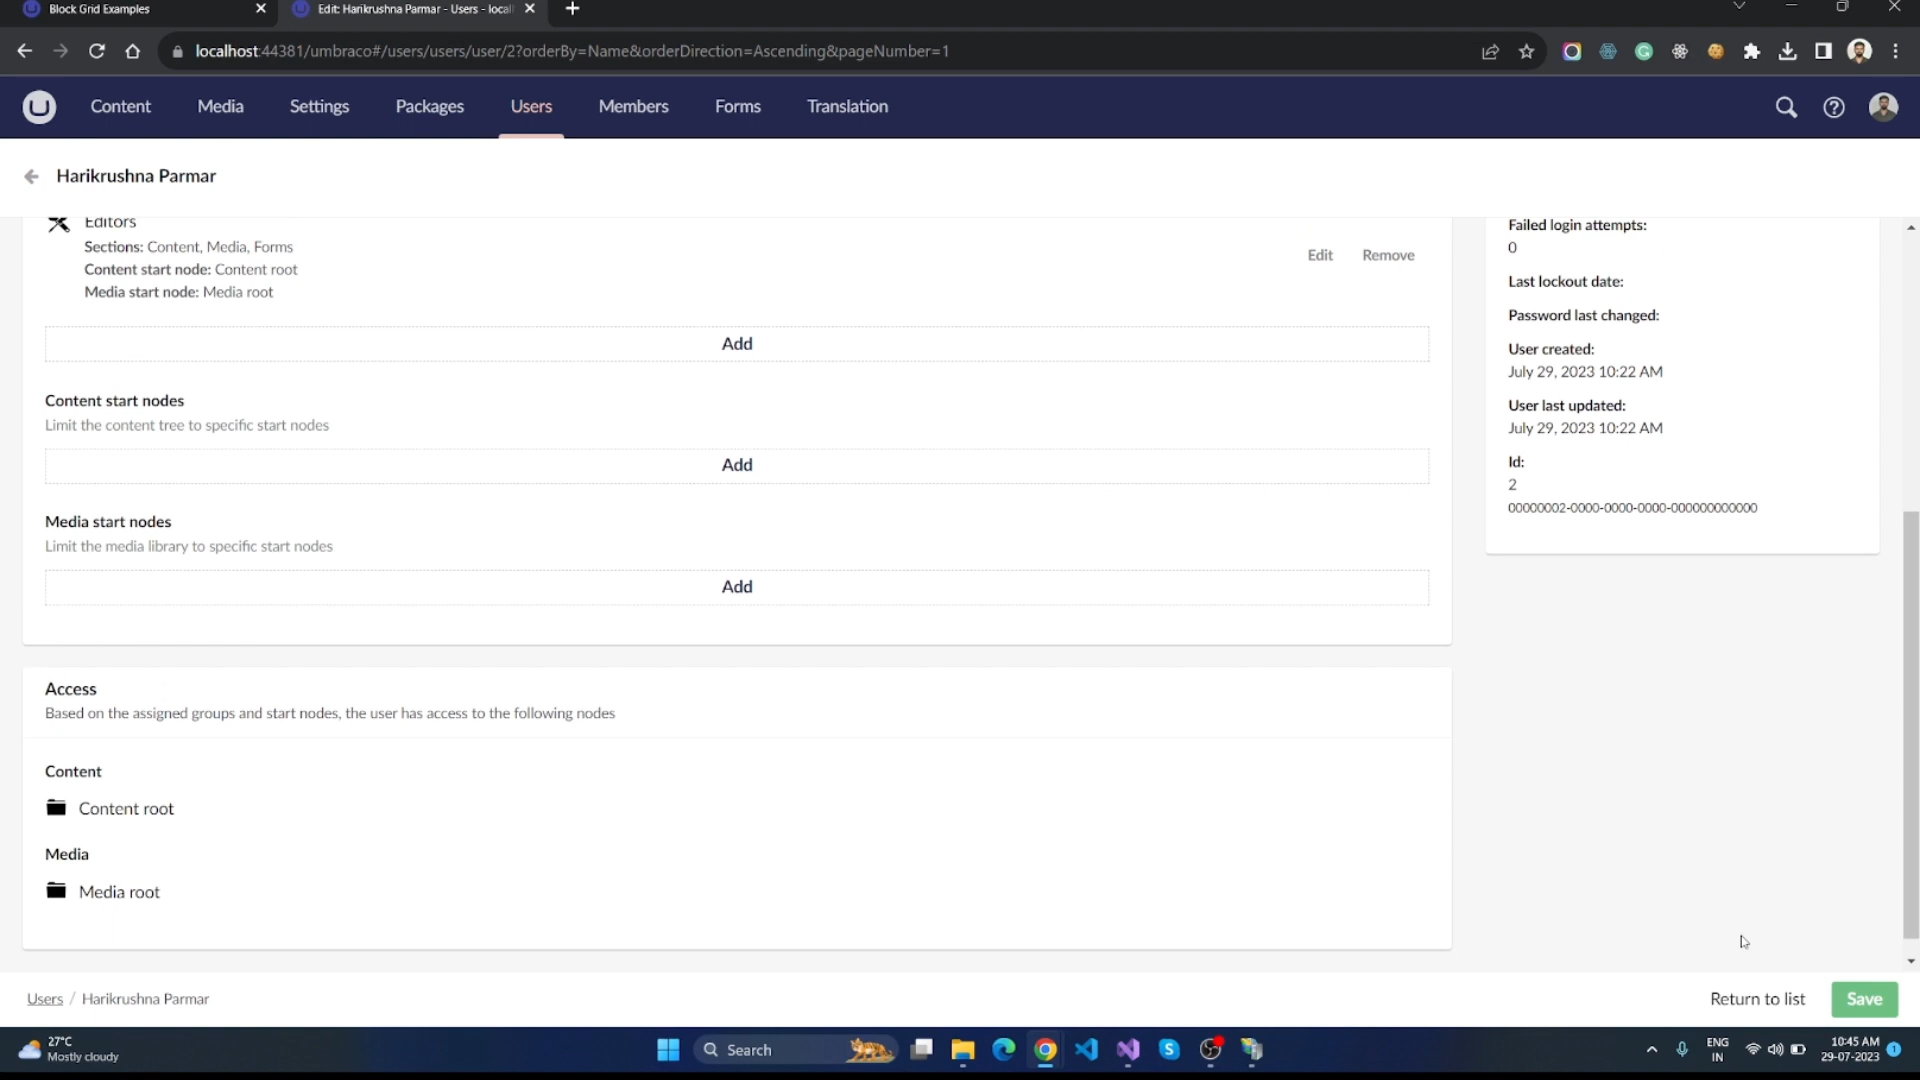 Block Grid Examples
Edit: Harikrushna Parmar - Users - local
localhost:44381/umbraco#/users/users/user/2?orderBy=Name&orderDirection=Ascending&pageNumber=1
Content
Media
Settings
Packages
Users
Members
Forms
Translation
Harikrushna Parmar
Editors
Sections: Content, Media, Forms
Content start node: Content root
Media start node: Media root
Edit
Remove
Add
Content start nodes
Limit the content tree to specific start nodes
Add
Media start nodes
Limit the media library to specific start nodes
Add
Failed login attempts:
0
Last lockout date:
Password last changed:
User created:
July 29, 2023 10:22 AM
User last updated:
July 29, 2023 10:22 AM
Id:
2
00000002-0000-0000-0000-000000000000
Access
Based on the assigned groups and start nodes, the user has access to the following nodes
Content
Content root
Media
Media root
Users / Harikrushna Parmar
Return to list
Save
27°C
Mostly cloudy
Search
ENG
IN
10:45 AM
29-07-2023
1